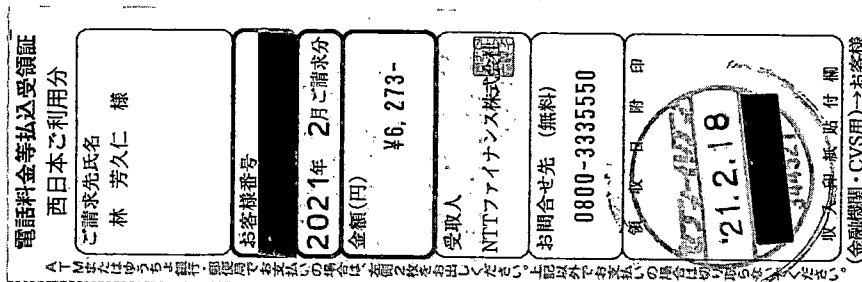 電話料金等払込受領証
西日本ご利用分
ご請求先氏名
林 芳久仁 様
お客様番号
2021年 2月ご請求分
金額(円)
¥6,273-
受取人
NTTファイナンス株式会社
お問合せ先 (無料)
0800-3335550
領収日附印
'21.2.18
344321
収入印紙貼付欄
(金融機関・CVS用)→お客様
ATMまたはゆうちょ銀行・郵便局でお支払いの場合は、左側2枚をお出しください。上記以外でお支払いの場合は切り取らないでください。